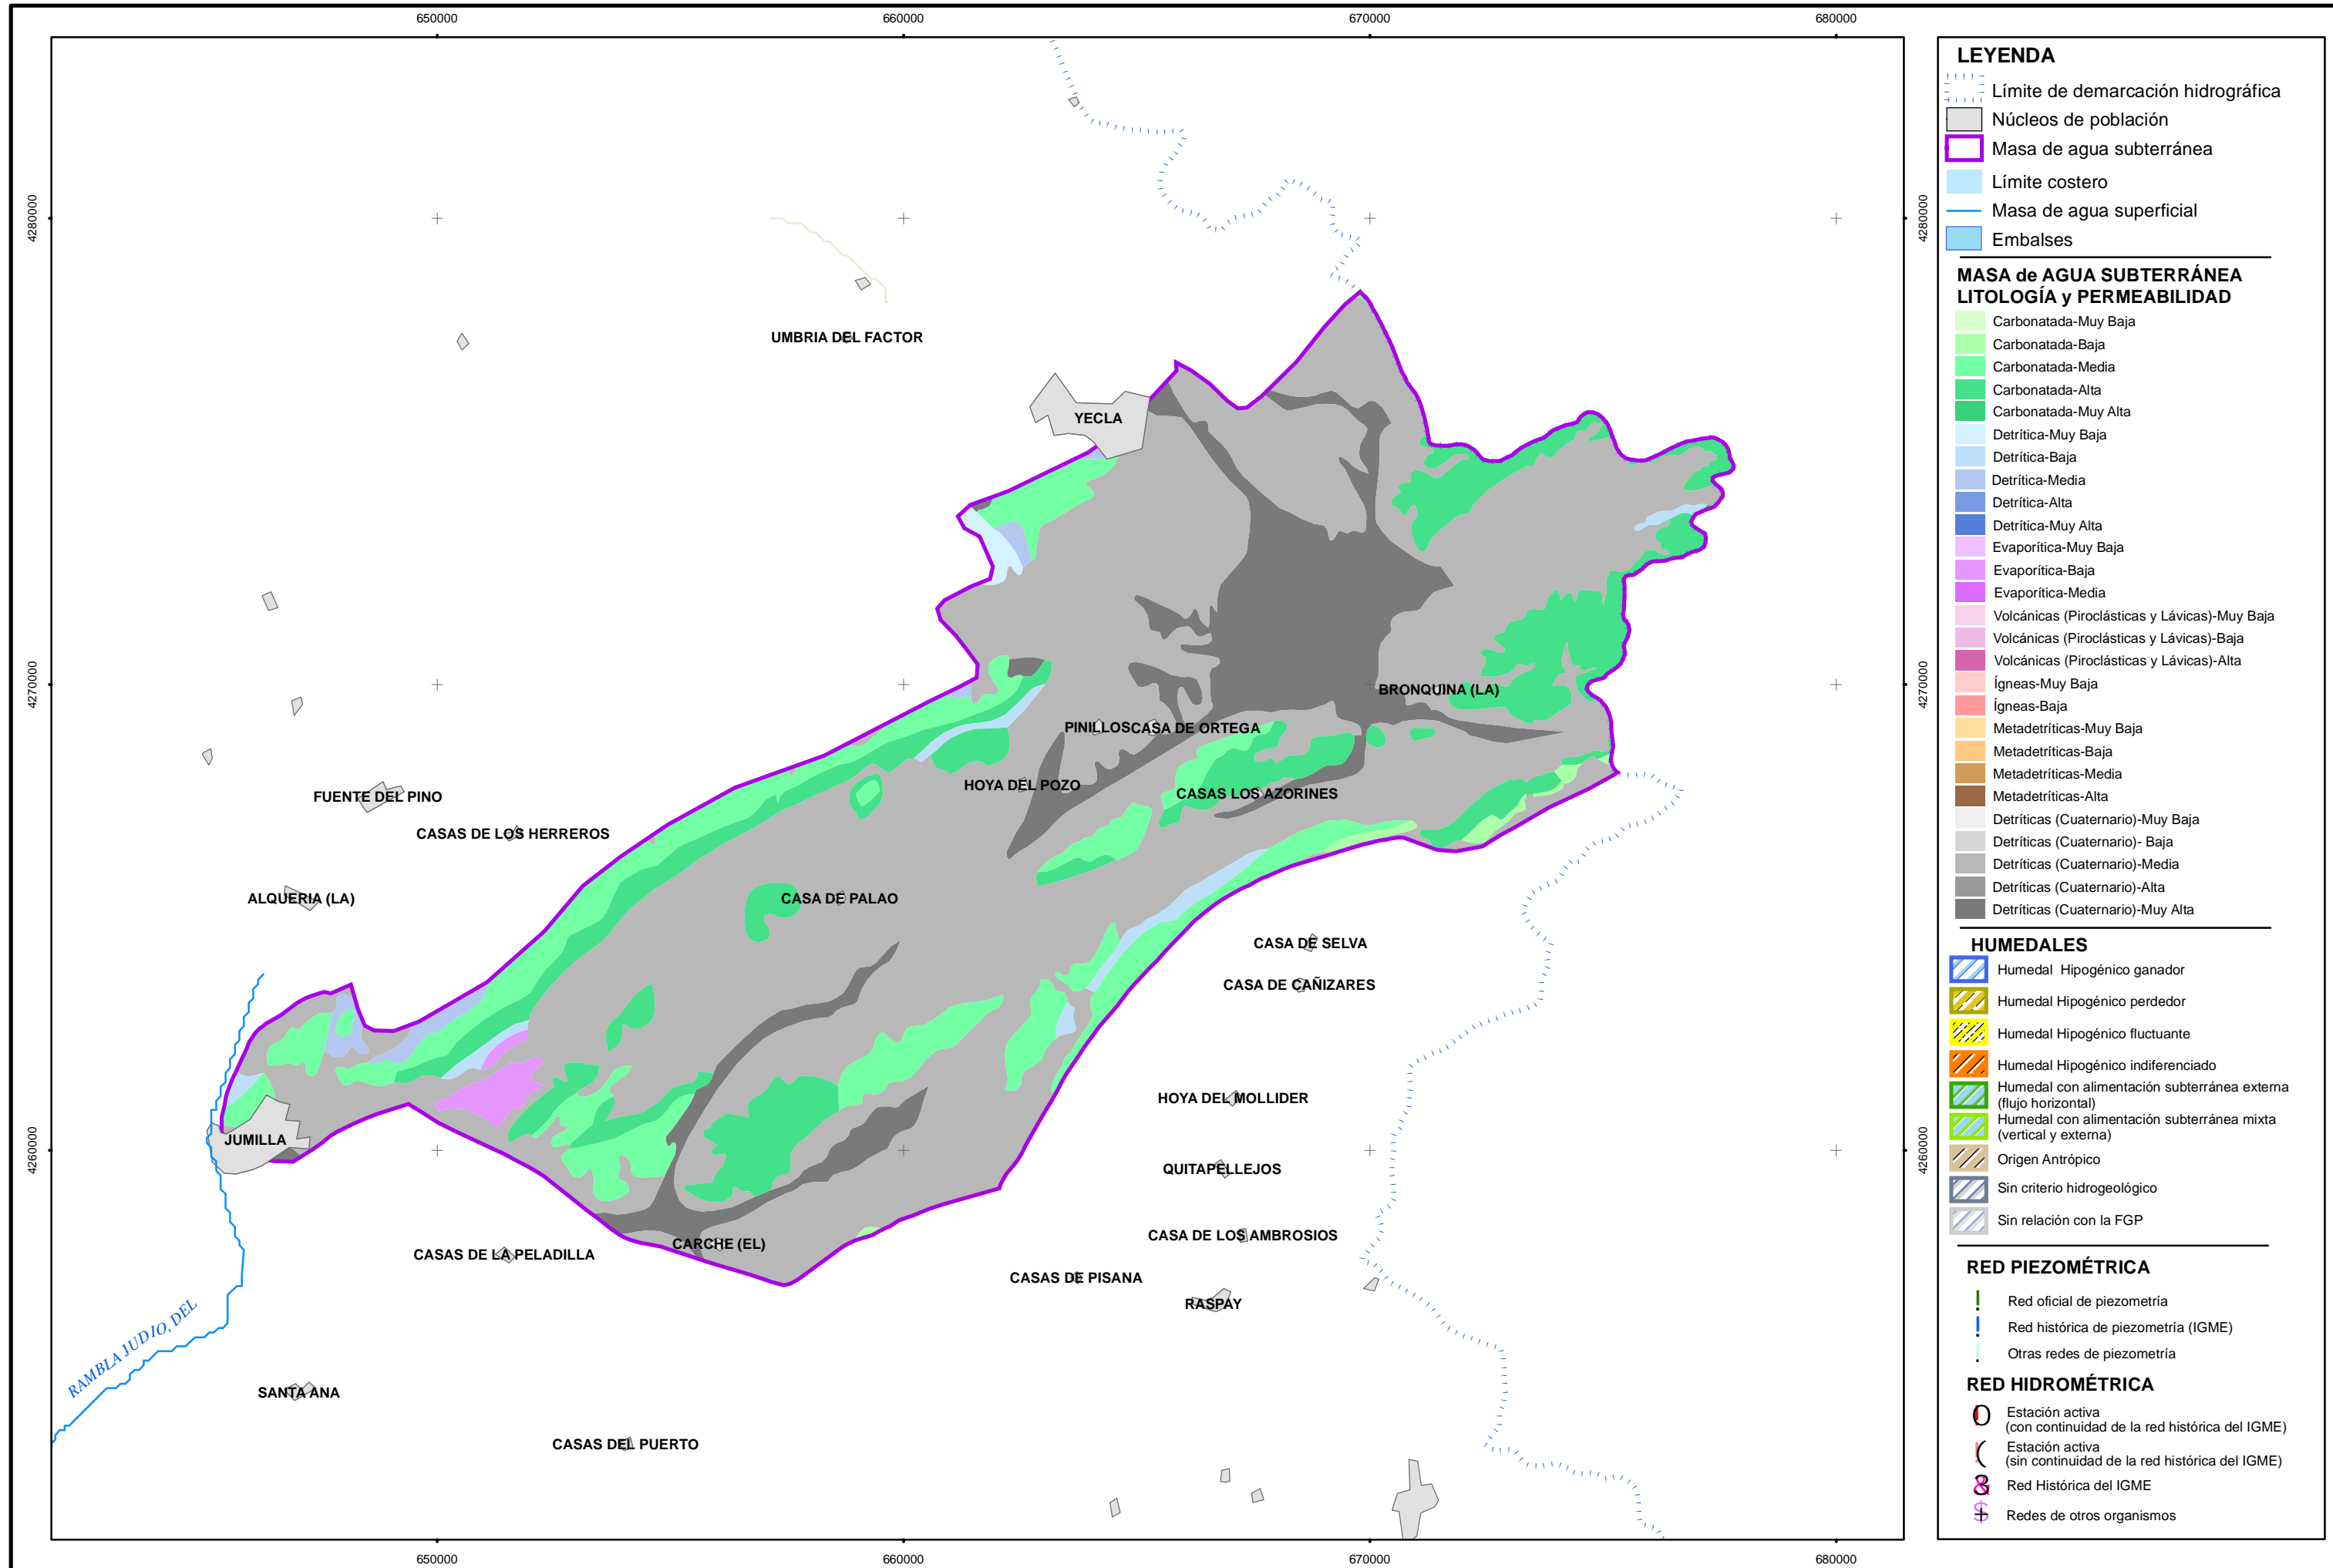 650000 660000 670000 680000
4280000
4280000
UMBRIA DEL FACTOR
YECLA
4270000
4270000
BRONQUINA (LA)
PINILLOS CASA DE ORTEGA
HOYA DEL POZO
CASAS LOS AZORINES
FUENTE DEL PINO
CASAS DE LOS HERREROS
ALQUERIA (LA)
CASA DE PALAO
CASA DE SELVA
CASA DE CAÑIZARES
HOYA DEL MOLLIDER
JUMILLA
4260000
4260000
QUITAPELLEJOS
CASA DE LOS AMBROSIOS
CARCHE (EL)
CASAS DE LA PELADILLA
CASAS DE PISANA
RASPAY
RAMBLA JUDIO, DEL
SANTA ANA
CASAS DEL PUERTO
650000 660000 670000 680000
LEYENDA
Límite de demarcación hidrográfica
Núcleos de población
Masa de agua subterránea
Límite costero
Masa de agua superficial
Embalses
MASA de AGUA SUBTERRÁNEA
LITOLOGÍA y PERMEABILIDAD
Carbonatada-Muy Baja
Carbonatada-Baja
Carbonatada-Media
Carbonatada-Alta
Carbonatada-Muy Alta
Detrítica-Muy Baja
Detrítica-Baja
Detrítica-Media
Detrítica-Alta
Detrítica-Muy Alta
Evaporítica-Muy Baja
Evaporítica-Baja
Evaporítica-Media
Volcánicas (Piroclásticas y Lávicas)-Muy Baja
Volcánicas (Piroclásticas y Lávicas)-Baja
Volcánicas (Piroclásticas y Lávicas)-Alta
Ígneas-Muy Baja
Ígneas-Baja
Metadetríticas-Muy Baja
Metadetríticas-Baja
Metadetríticas-Media
Metadetríticas-Alta
Detríticas (Cuaternario)-Muy Baja
Detríticas (Cuaternario)- Baja
Detríticas (Cuaternario)-Media
Detríticas (Cuaternario)-Alta
Detríticas (Cuaternario)-Muy Alta
HUMEDALES
Humedal Hipogénico ganador
Humedal Hipogénico perdedor
Humedal Hipogénico fluctuante
Humedal Hipogénico indiferenciado
Humedal con alimentación subterránea externa
(flujo horizontal)
Humedal con alimentación subterránea mixta
(vertical y externa)
Origen Antrópico
Sin criterio hidrogeológico
Sin relación con la FGP
RED PIEZOMÉTRICA
! Red oficial de piezometría
! Red histórica de piezometría (IGME)
! Otras redes de piezometría
RED HIDROMÉTRICA
Estación activa
(con continuidad de la red histórica del IGME)
( Estación activa
(sin continuidad de la red histórica del IGME)
& Red Histórica del IGME
$ Redes de otros organismos